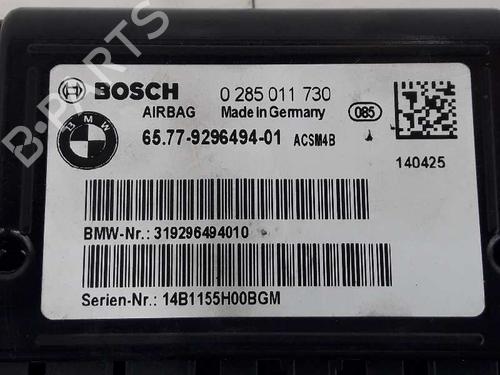 B-PARTS
BOSCH 0 285 011 730
AIRBAG Made in Germany 085
BMW 65.77-9296494-01 ACSM4B
140425
BMW-Nr.: 319296494010
Serien-Nr.: 14B1155H00BGM